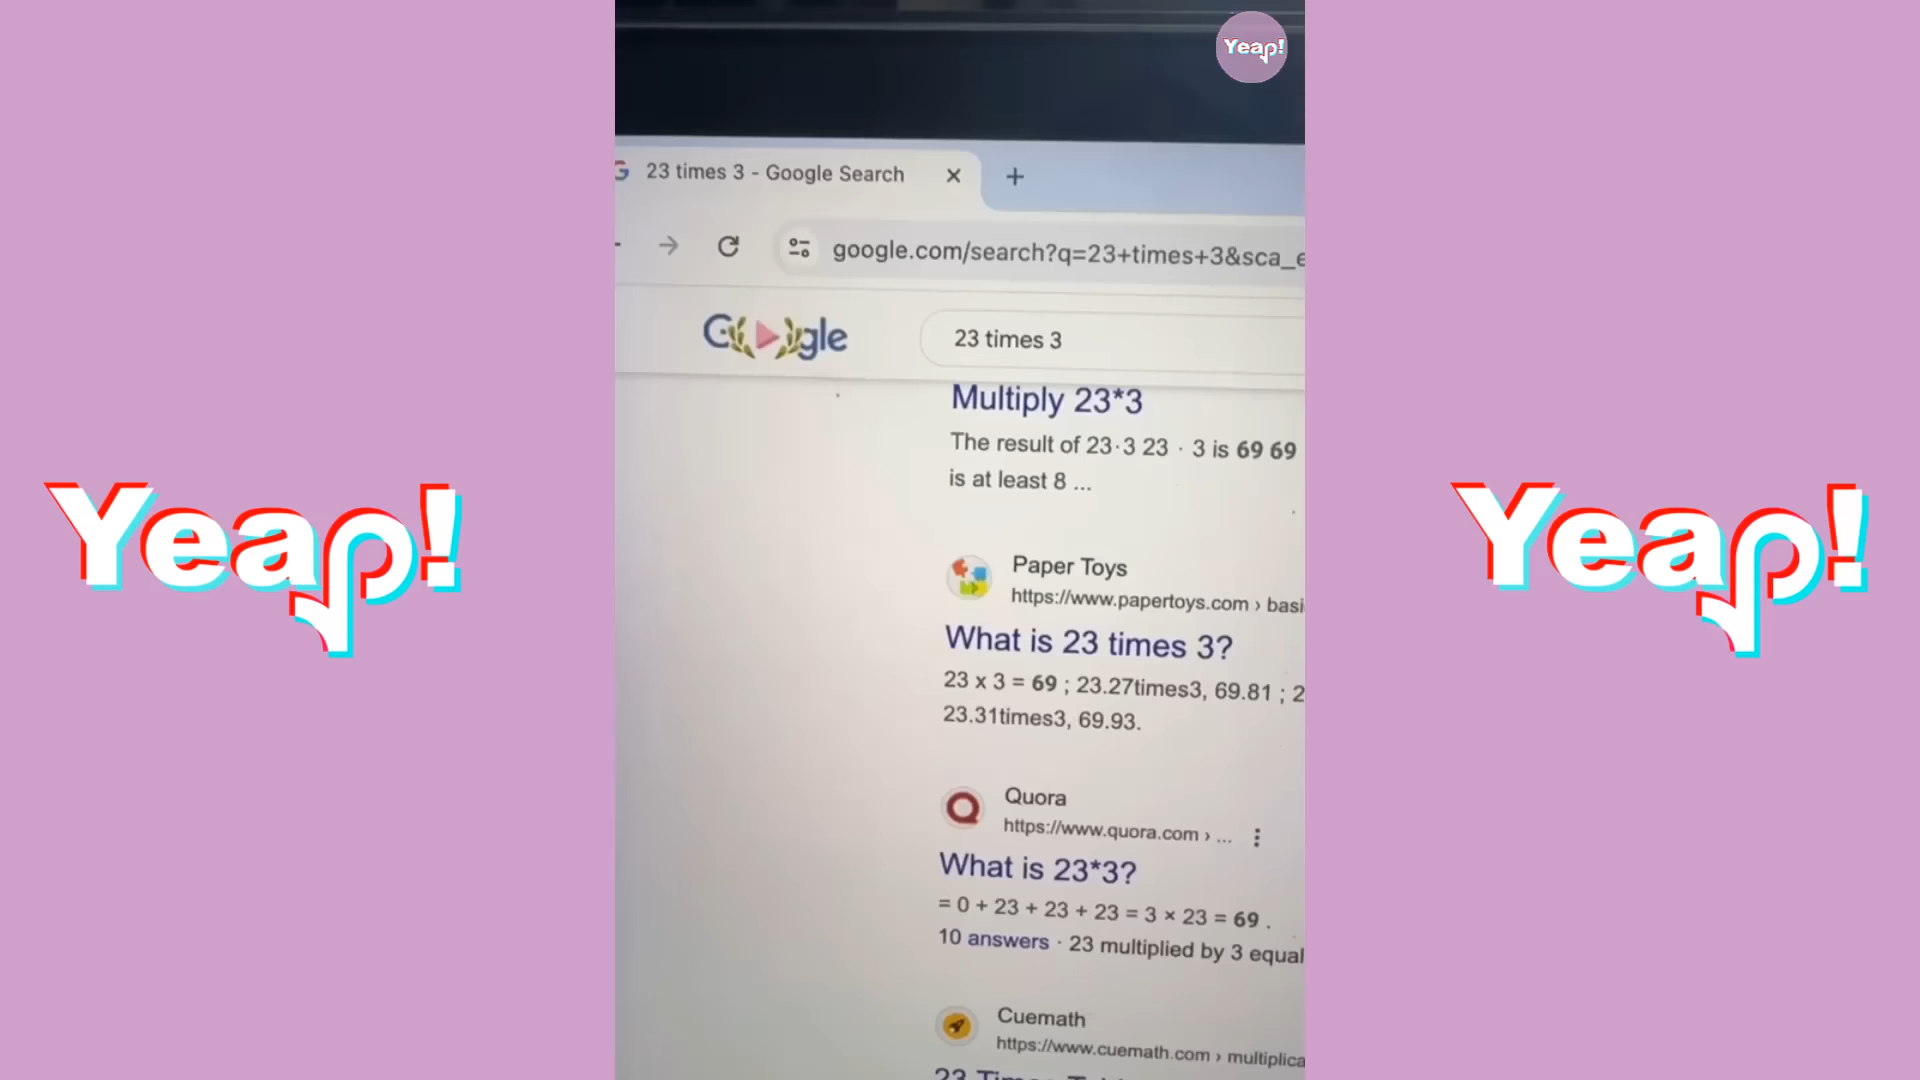 Yeap!
23 times 3 - Google Search
google.com/search?q=23+times+3&sca_e
Google
23 times 3
Multiply 23*3
The result of 23·3 23 · 3 is 69 69
is at least 8 ...
Paper Toys
https://www.papertoys.com › basi
What is 23 times 3?
23 x 3 = 69 ; 23.27times3, 69.81 ; 2
23.31times3, 69.93.
Quora
https://www.quora.com › ...
What is 23*3?
= 0 + 23 + 23 + 23 = 3 × 23 = 69 .
10 answers · 23 multiplied by 3 equal
Cuemath
https://www.cuemath.com › multiplica
Yeap!
Yeap!